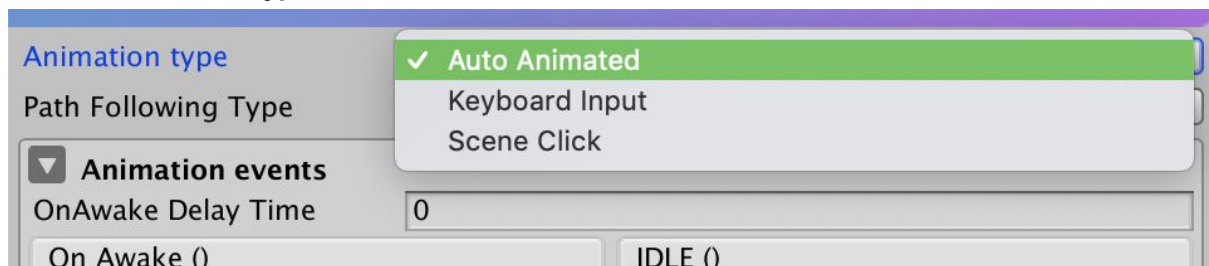 Animation type
✓ Auto Animated
Path Following Type
Keyboard Input
Scene Click
Animation events
OnAwake Delay Time 0
On Awake () IDLE ()